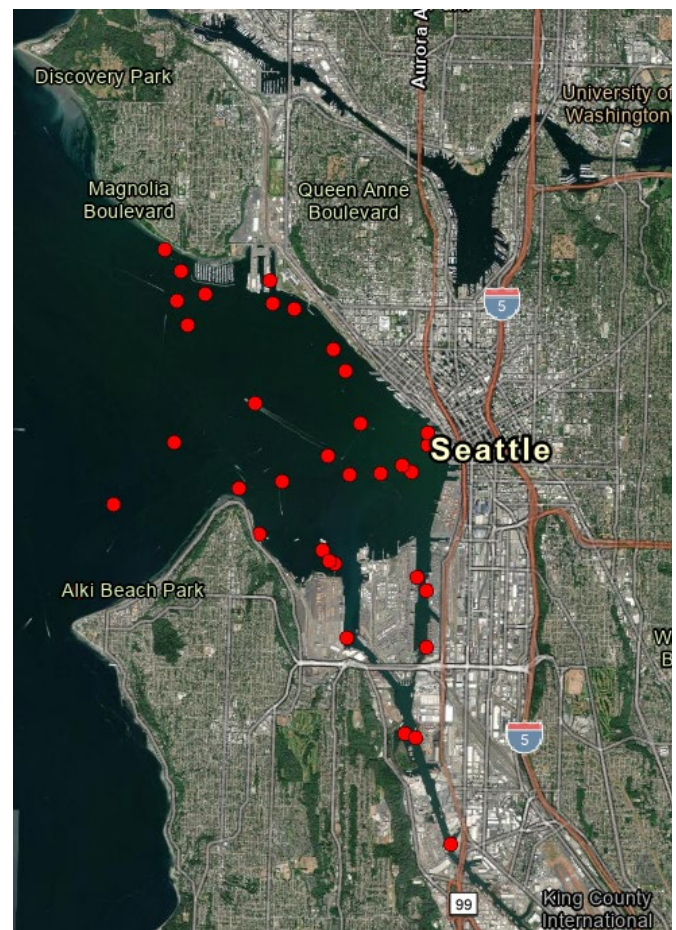 Aurora A
Discovery Park
University of
Washington
Magnolia
Boulevard
Queen Anne
Boulevard
5
Seattle
Alki Beach Park
W
B
5
99
King County
International